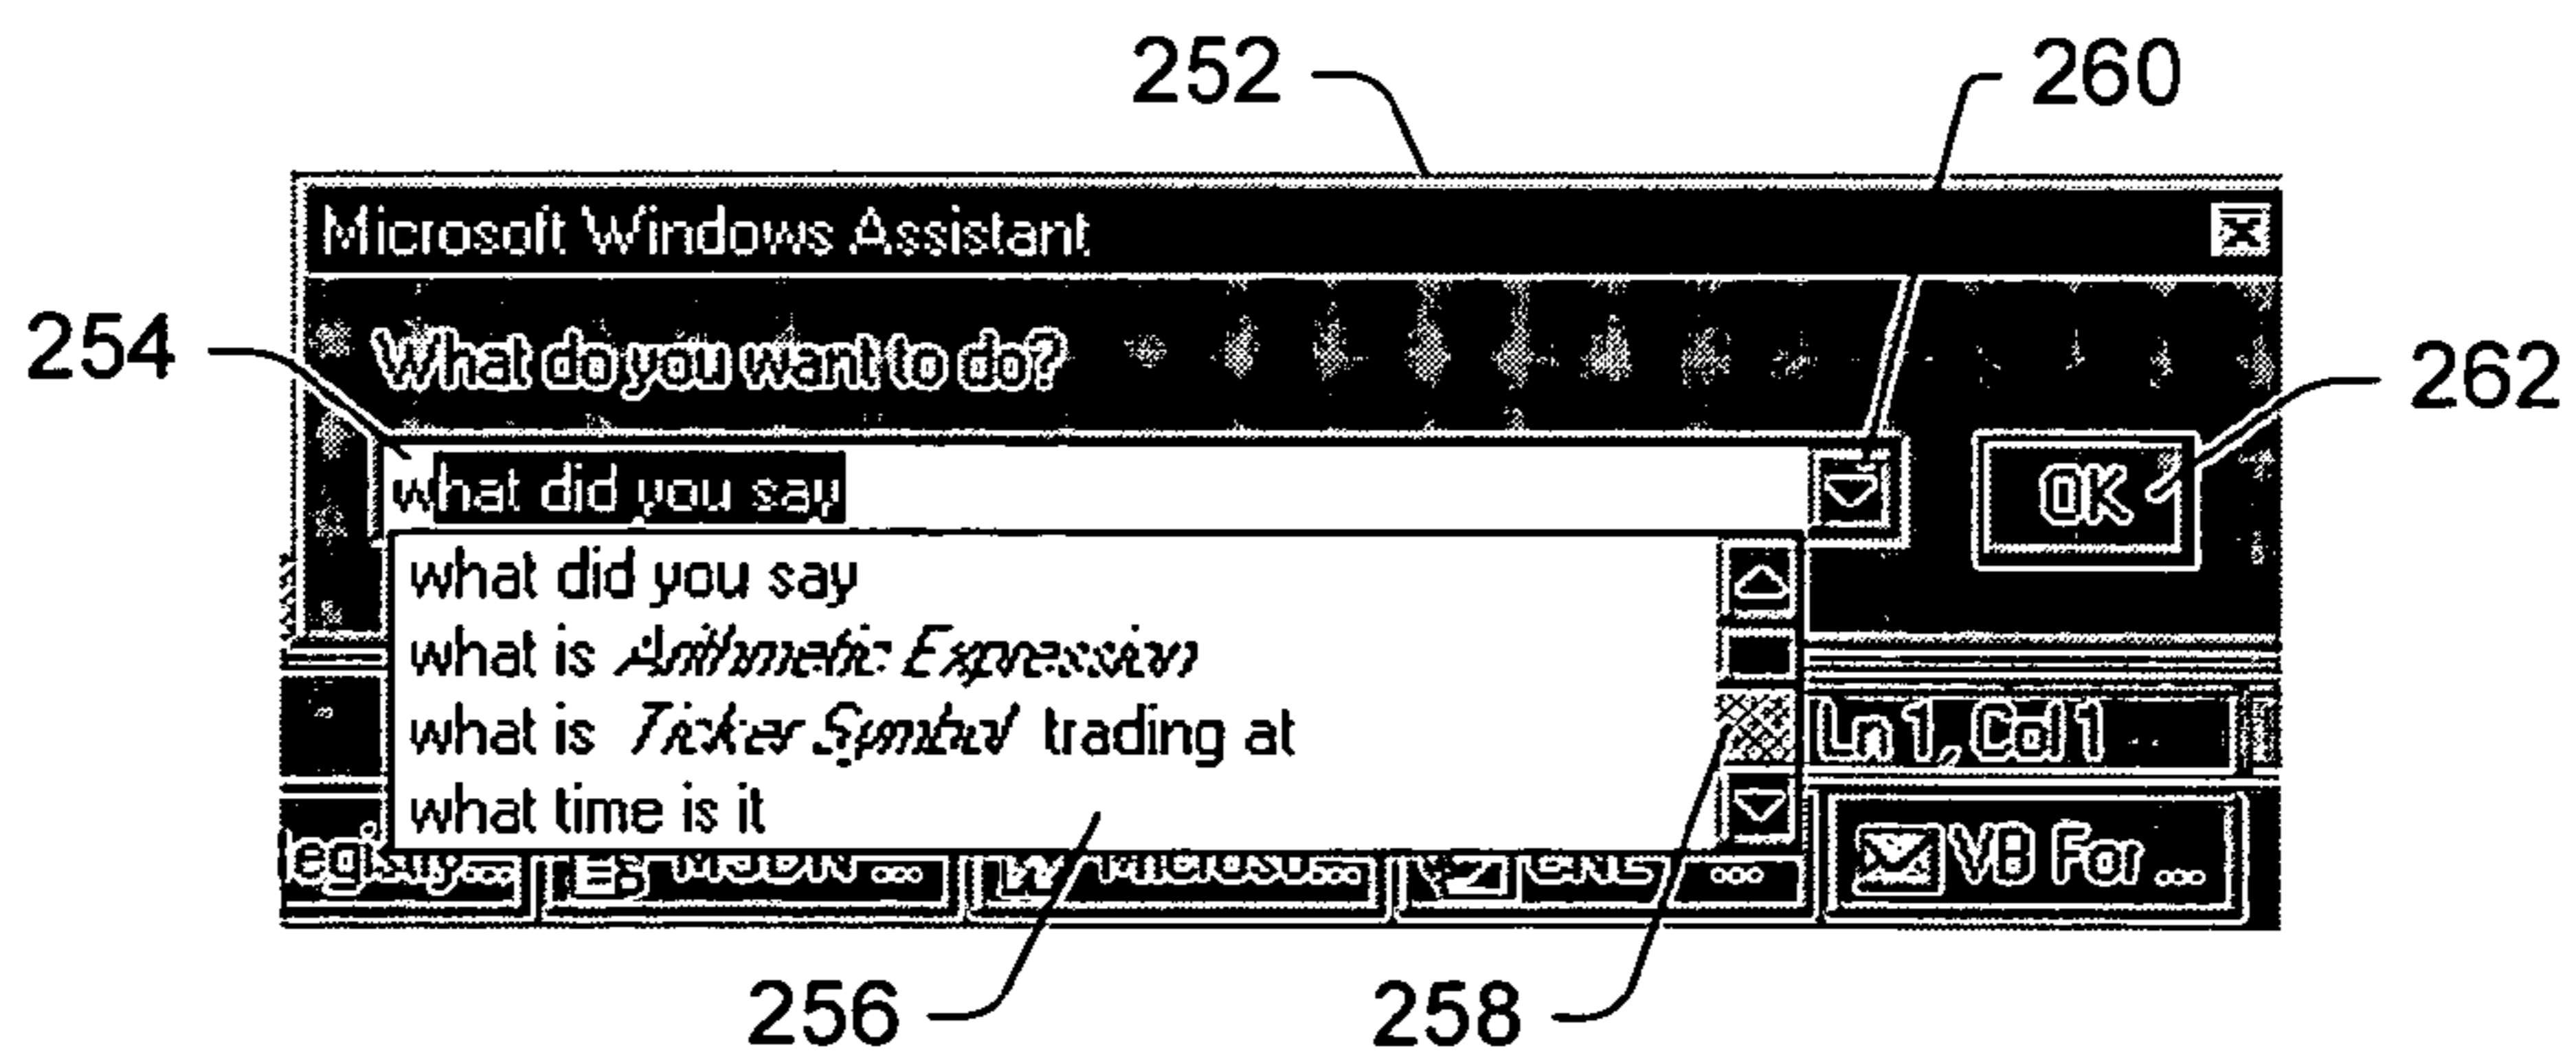 252
260
Microsoft Windows Assistant
What do you want to do?
254
262
what did you say
OK
what did you say
what is Arithmetic Expression
what is Ticker Symbol trading at
Ln 1, Col 1
what time is it
MSDN ...
Microso...
VB For ...
256
258